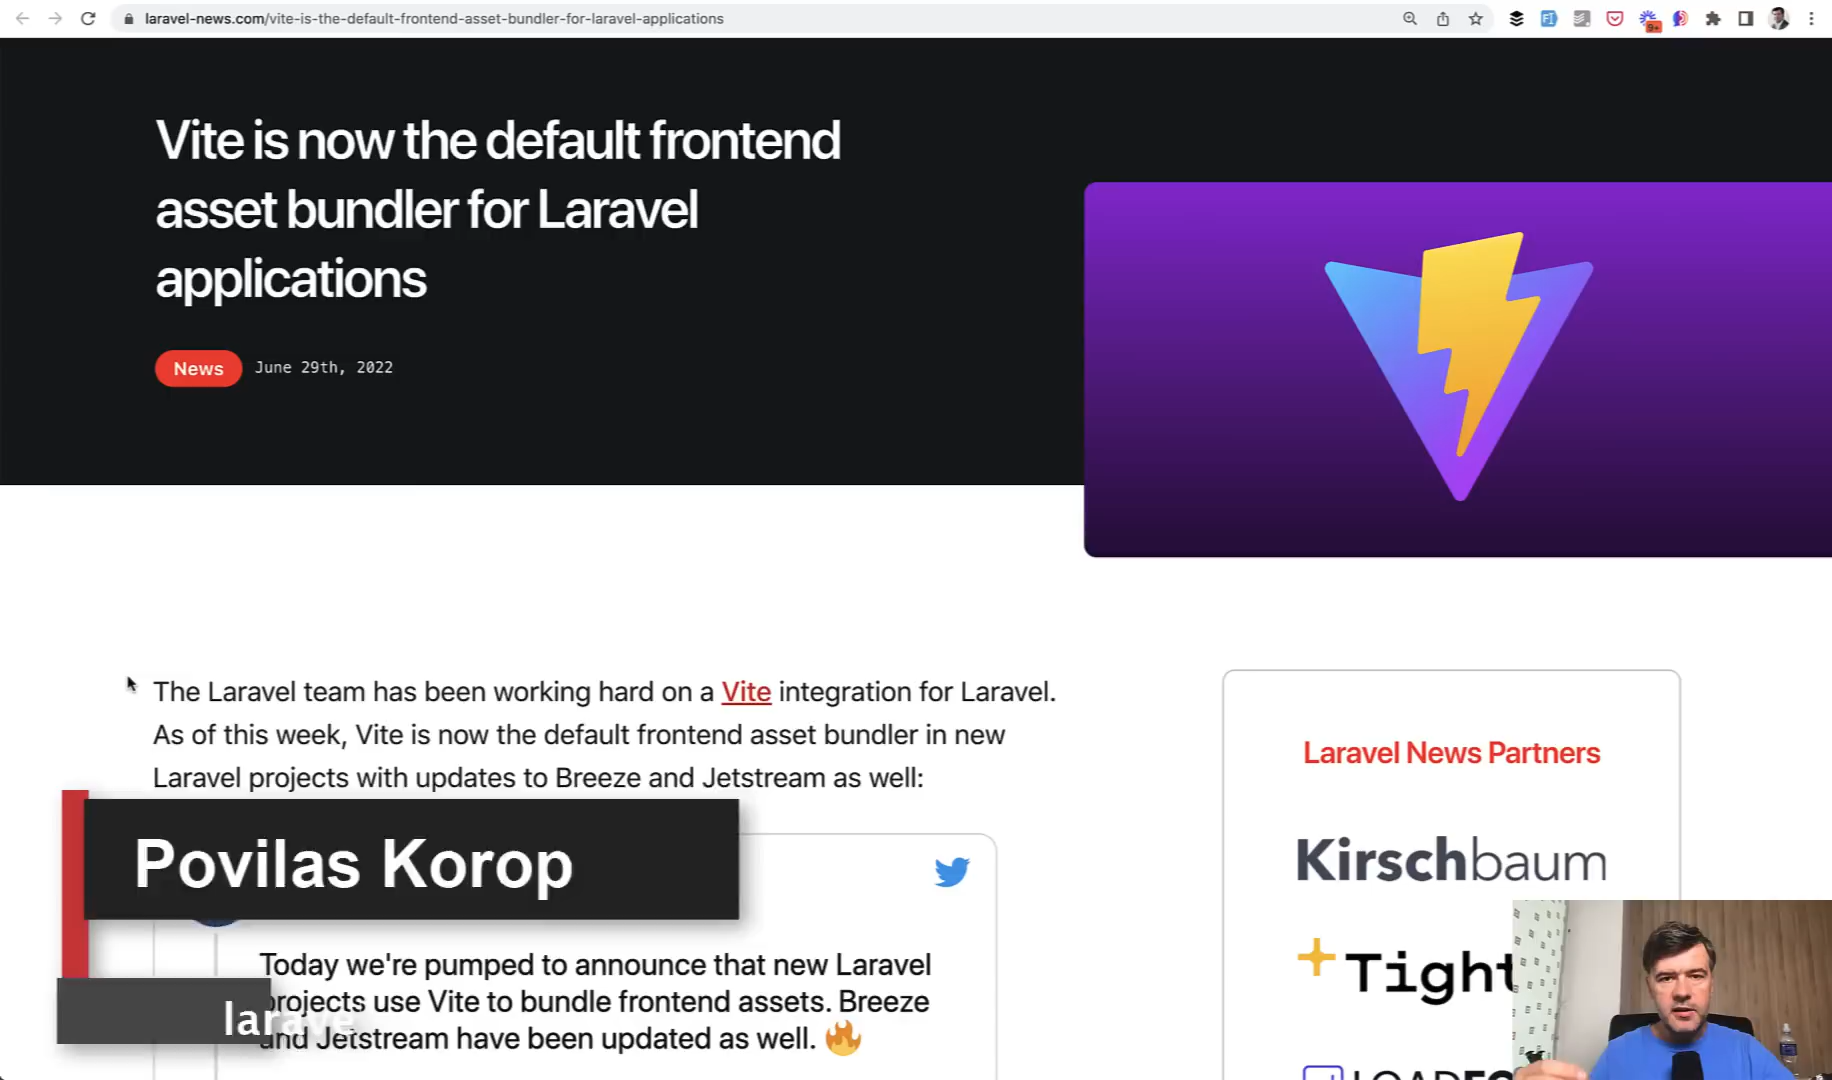 laravel-news.com/vite-is-the-default-frontend-asset-bundler-for-laravel-applications
9+
Vite is now the default frontend
asset bundler for Laravel
applications
News June 29th, 2022
The Laravel team has been working hard on a Vite integration for Laravel.
As of this week, Vite is now the default frontend asset bundler in new
Laravel projects with updates to Breeze and Jetstream as well:
Povilas Korop
Today we're pumped to announce that new Laravel
projects use Vite to bundle frontend assets. Breeze
and Jetstream have been updated as well. 🔥
larave
Laravel News Partners
Kirschbaum
Tight